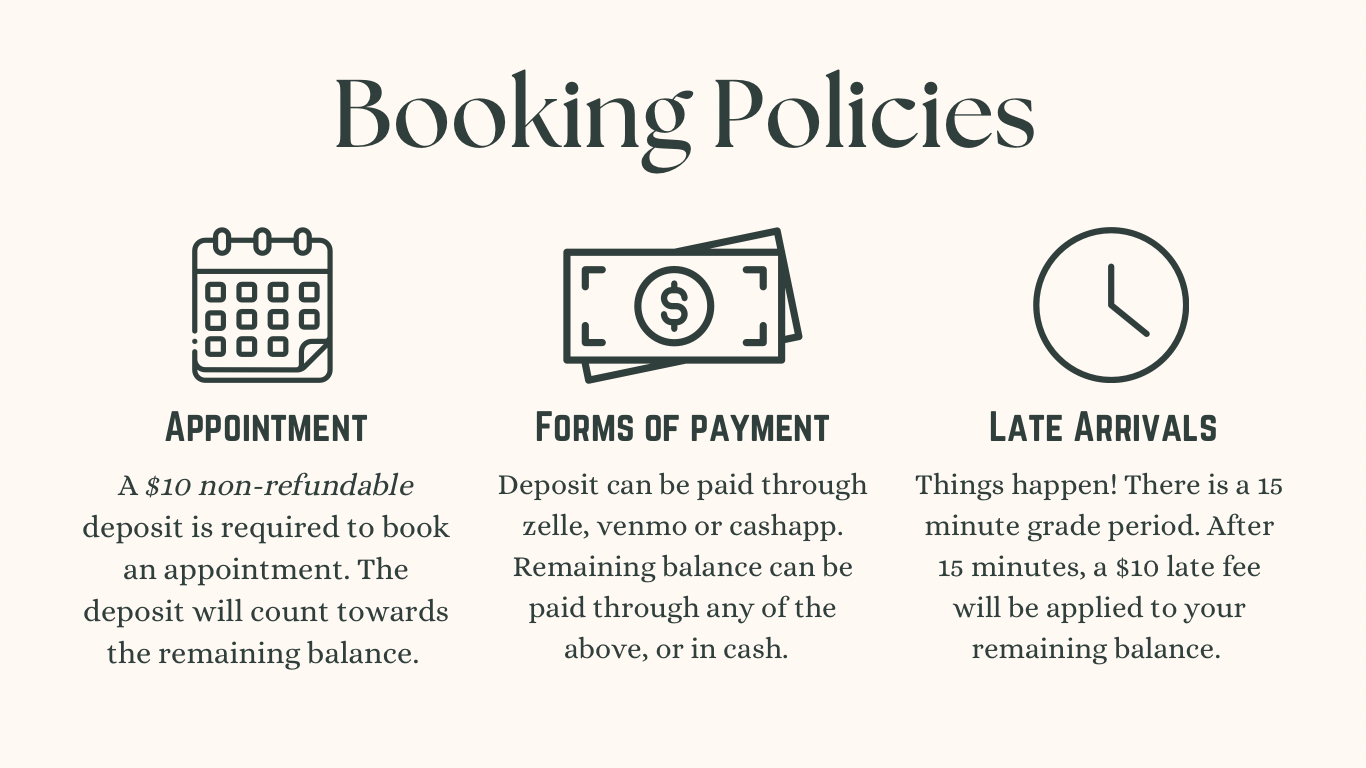 Booking Policies
$
APPOINTMENT
A $10 non-refundable
deposit is required to book
an appointment. The
deposit will count towards
the remaining balance.
FORMS OF PAYMENT
Deposit can be paid through
zelle, venmo or cashapp.
Remaining balance can be
paid through any of the
above, or in cash.
LATE ARRIVALS
Things happen! There is a 15
minute grade period. After
15 minutes, a $10 late fee
will be applied to your
remaining balance.